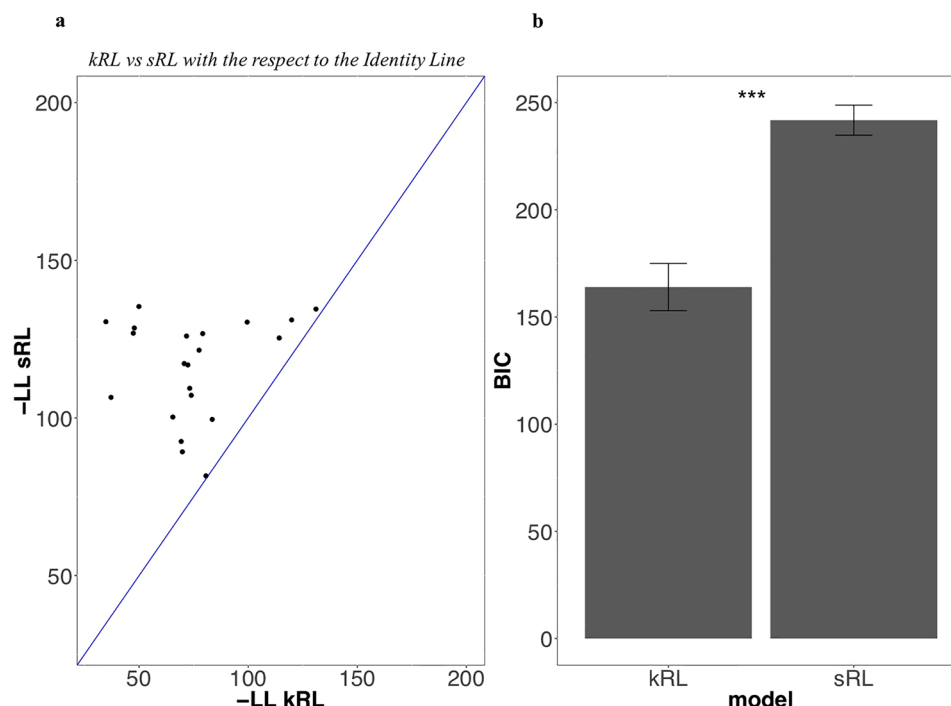 a
kRL vs sRL with the respect to the Identity Line
200
150
100
50
−LL sRL
50 100 150 200
−LL kRL
b
***
250
200
150
100
50
0
BIC
kRL sRL
model